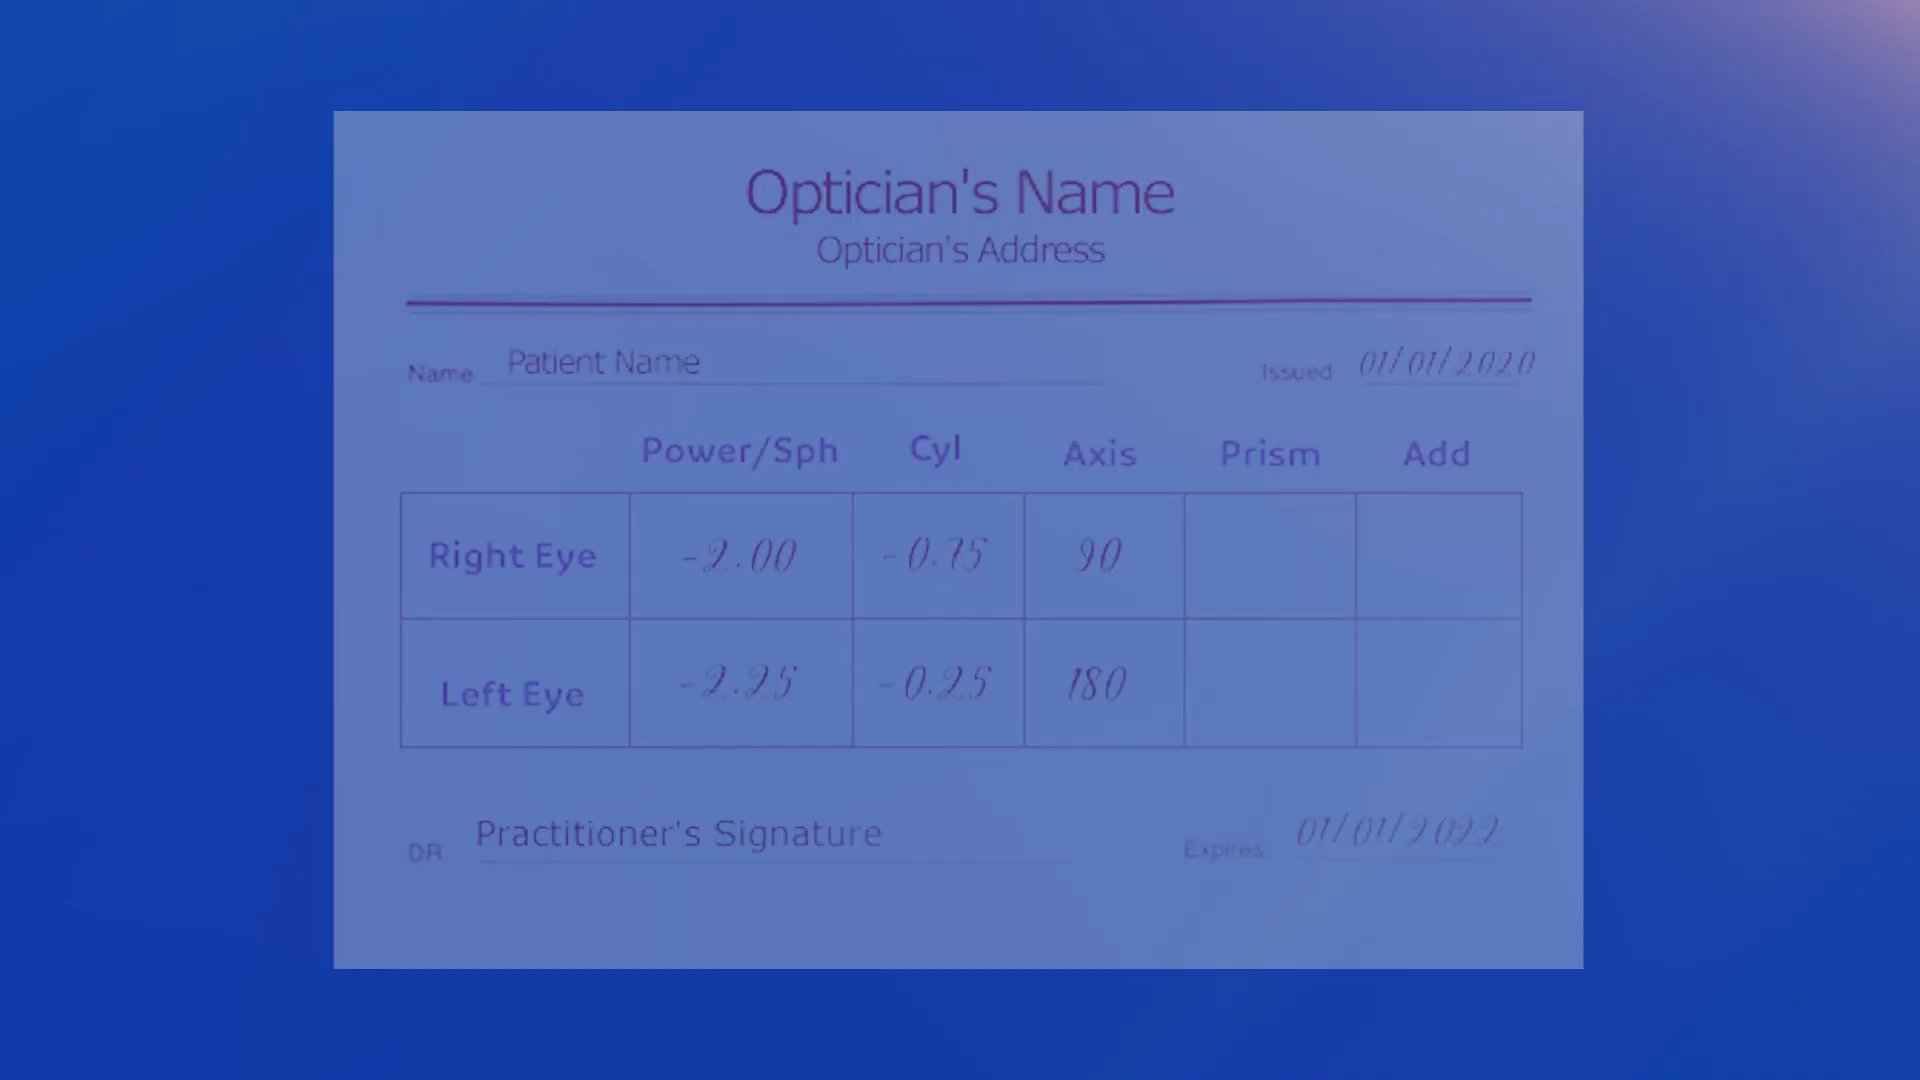 Optician's Name
Optician's Address
Name Patient Name Issued 01/01/2020
Power/Sph Cyl Axis Prism Add
Right Eye -2.00 -0.75 90
Left Eye -2.25 -0.25 180
DR Practitioner's Signature Expires 01/01/2022